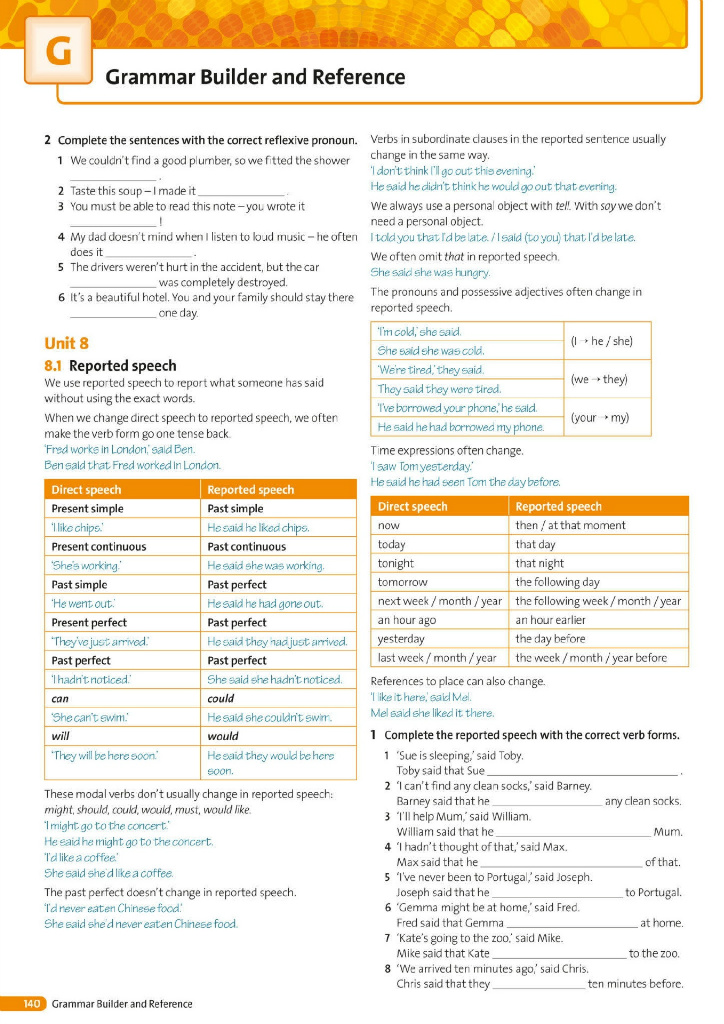 G
Grammar Builder and Reference
2 Complete the sentences with the correct reflexive pronoun.
1 We couldn't find a good plumber, so we fitted the shower
____________ .
2 Taste this soup – I made it ____________ .
3 You must be able to read this note – you wrote it
____________ !
4 My dad doesn't mind when I listen to loud music – he often
does it ____________ .
5 The drivers weren't hurt in the accident, but the car
____________ was completely destroyed.
6 It's a beautiful hotel. You and your family should stay there
____________ one day.
Unit 8
8.1 Reported speech
We use reported speech to report what someone has said
without using the exact words.
When we change direct speech to reported speech, we often
make the verb form go one tense back.
'Fred works in London,' said Ben.
Ben said that Fred worked in London.
Direct speech Reported speech
Present simple Past simple
'I like chips.' He said he liked chips.
Present continuous Past continuous
'She's working.' He said she was working.
Past simple Past perfect
'He went out.' He said he had gone out.
Present perfect Past perfect
'They've just arrived.' He said they had just arrived.
Past perfect Past perfect
'I hadn't noticed.' She said she hadn't noticed.
can could
'She can't swim.' He said she couldn't swim.
will would
'They will be here soon.' He said they would be here
soon.
These modal verbs don't usually change in reported speech:
might, should, could, would, must, would like.
'I might go to the concert.'
He said he might go to the concert.
'I'd like a coffee.'
She said she'd like a coffee.
The past perfect doesn't change in reported speech.
'I'd never eaten Chinese food.'
She said she'd never eaten Chinese food.
Verbs in subordinate clauses in the reported sentence usually
change in the same way.
'I don't think I'll go out this evening.'
He said he didn't think he would go out that evening.
We always use a personal object with tell. With say we don't
need a personal object.
I told you that I'd be late. / I said (to you) that I'd be late.
We often omit that in reported speech.
She said she was hungry.
The pronouns and possessive adjectives often change in
reported speech.
'I'm cold,' she said.
She said she was cold.
(I → he / she)
'We're tired,' they said.
They said they were tired.
(we → they)
'I've borrowed your phone,' he said.
He said he had borrowed my phone.
(your → my)
Time expressions often change.
'I saw Tom yesterday.'
He said he had seen Tom the day before.
Direct speech Reported speech
now then / at that moment
today that day
tonight that night
tomorrow the following day
next week / month / year the following week / month / year
an hour ago an hour earlier
yesterday the day before
last week / month / year the week / month / year before
References to place can also change.
'I like it here,' said Mel.
Mel said she liked it there.
1 Complete the reported speech with the correct verb forms.
1 'Sue is sleeping,' said Toby.
Toby said that Sue ____________ .
2 'I can't find any clean socks,' said Barney.
Barney said that he ____________ any clean socks.
3 'I'll help Mum,' said William.
William said that he ____________ Mum.
4 'I hadn't thought of that,' said Max.
Max said that he ____________ of that.
5 'I've never been to Portugal,' said Joseph.
Joseph said that he ____________ to Portugal.
6 'Gemma might be at home,' said Fred.
Fred said that Gemma ____________ at home.
7 'Kate's going to the zoo,' said Mike.
Mike said that Kate ____________ to the zoo.
8 'We arrived ten minutes ago,' said Chris.
Chris said that they ____________ ten minutes before.
140 Grammar Builder and Reference